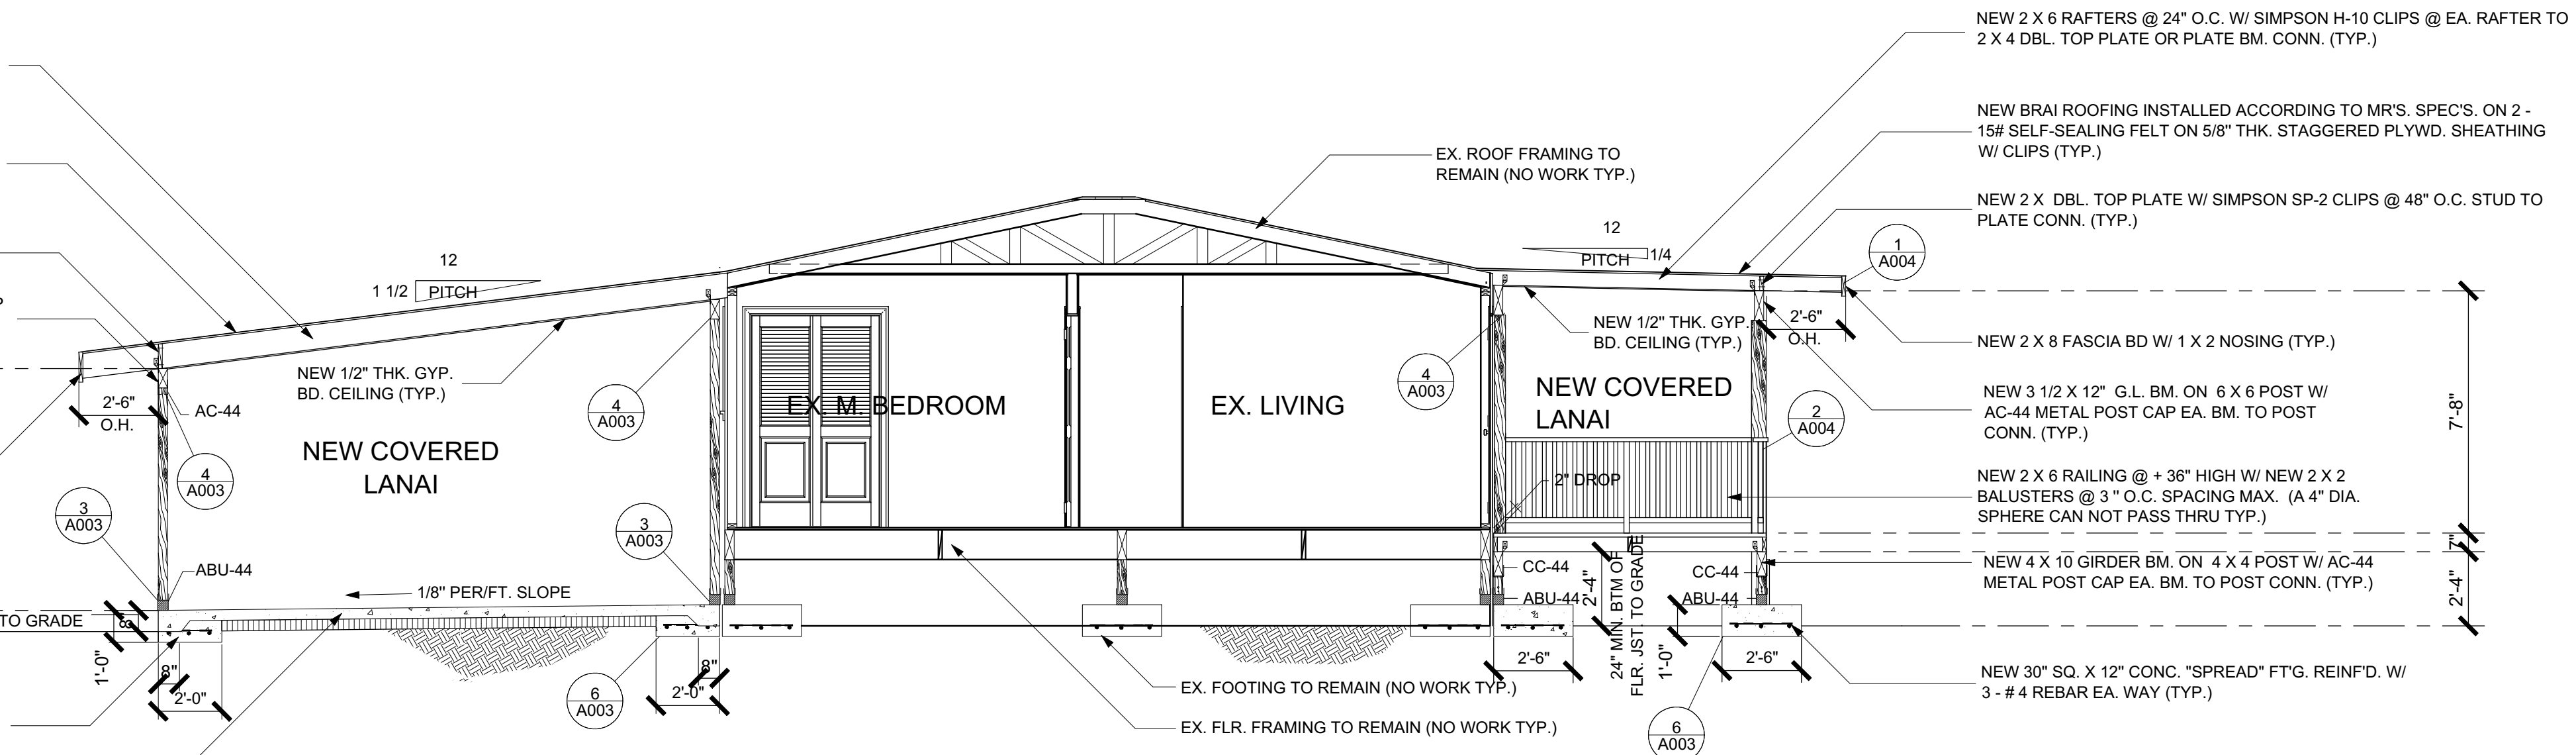 NEW 2 X 6 RAFTERS @ 24" O.C. W/ SIMPSON H-10 CLIPS @ EA. RAFTER TO
2 X 4 DBL. TOP PLATE OR PLATE BM. CONN. (TYP.)
NEW BRAI ROOFING INSTALLED ACCORDING TO MR'S. SPEC'S. ON 2 -
15# SELF-SEALING FELT ON 5/8" THK. STAGGERED PLYWD. SHEATHING
W/ CLIPS (TYP.)
EX. ROOF FRAMING TO
REMAIN (NO WORK TYP.)
NEW 2 X  DBL. TOP PLATE W/ SIMPSON SP-2 CLIPS @ 48" O.C. STUD TO
PLATE CONN. (TYP.)
12
1/4
PITCH
1
A004
12
1 1/2
PITCH
NEW 1/2" THK. GYP.
BD. CEILING (TYP.)
2'-6"
O.H.
NEW 2 X 8 FASCIA BD W/ 1 X 2 NOSING (TYP.)
NEW 1/2" THK. GYP.
BD. CEILING (TYP.)
2'-6"
O.H.
AC-44
4
A003
EX. M. BEDROOM
EX. LIVING
4
A003
NEW COVERED
LANAI
2
A004
NEW 3 1/2 X 12"  G.L. BM. ON  6 X 6 POST W/
AC-44 METAL POST CAP EA. BM. TO POST
CONN. (TYP.)
7'-8"
NEW COVERED
LANAI
4
A003
2" DROP
NEW 2 X 6 RAILING @ + 36" HIGH W/ NEW 2 X 2
BALUSTERS @ 3 " O.C. SPACING MAX.  (A 4" DIA.
SPHERE CAN NOT PASS THRU TYP.)
3
A003
3
A003
7"
ABU-44
CC-44
CC-44
NEW 4 X 10 GIRDER BM. ON  4 X 4 POST W/ AC-44
METAL POST CAP EA. BM. TO POST CONN. (TYP.)
1/8" PER/FT. SLOPE
ABU-44
ABU-44
2'-4"
2'-4"
TO GRADE
8"
1'-0"
8"
2'-0"
8"
2'-0"
6
A003
2'-6"
24" MIN. BTM OF
FLR. JST. TO GRADE
1'-0"
2'-6"
EX. FOOTING TO REMAIN (NO WORK TYP.)
NEW 30" SQ. X 12" CONC. "SPREAD" FT'G. REINF'D. W/
3 - # 4 REBAR EA. WAY (TYP.)
EX. FLR. FRAMING TO REMAIN (NO WORK TYP.)
6
A003